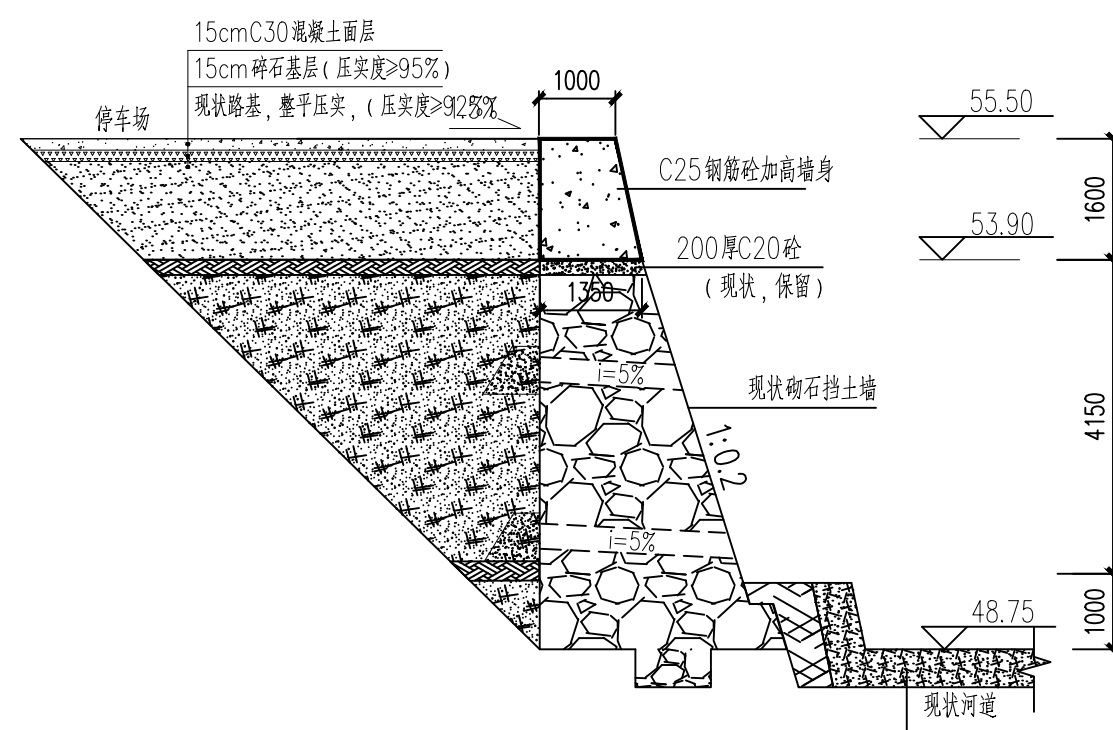 15cmC30混凝土面层
15cm碎石基层(压实度≥95%)
现状路基,整平压实,(压实度≥
停车场
1000
55.50
C25钢筋砼加高墙身
1600
53.90
200厚C20砼
(现状,保留)
1350
i=5%
现状砌石挡土墙
4150
1:0.2
i=5%
48.75
1000
现状河道